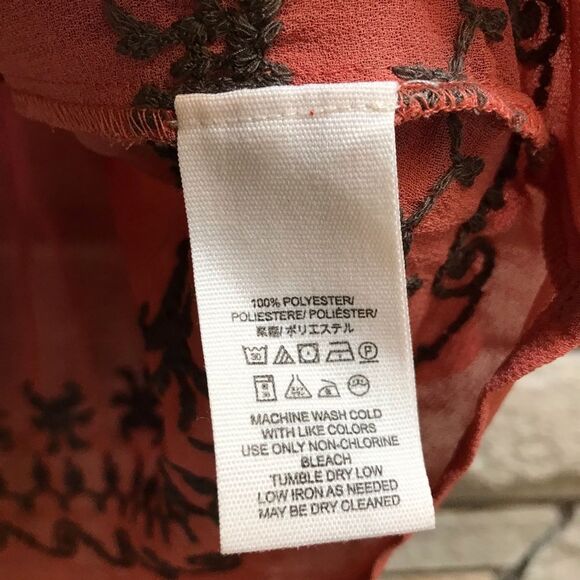 100% POLYESTER/
POLIESTERE/ POLIÉSTER/
聚酯/ ポリエステル
MACHINE WASH COLD
WITH LIKE COLORS
USE ONLY NON-CHLORINE
BLEACH
TUMBLE DRY LOW
LOW IRON AS NEEDED
MAY BE DRY CLEANED